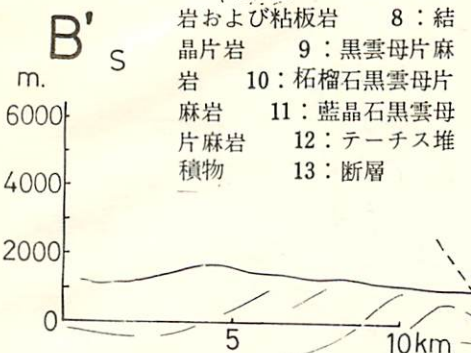 岩および粘板岩 8：結
晶片岩 9：黒雲母片麻
岩 10：柘榴石黒雲母片
麻岩 11：藍晶石黒雲母
片麻岩 12：テーチス堆
積物 13：断層
B' S
m.
6000
4000
2000
0
5 10km